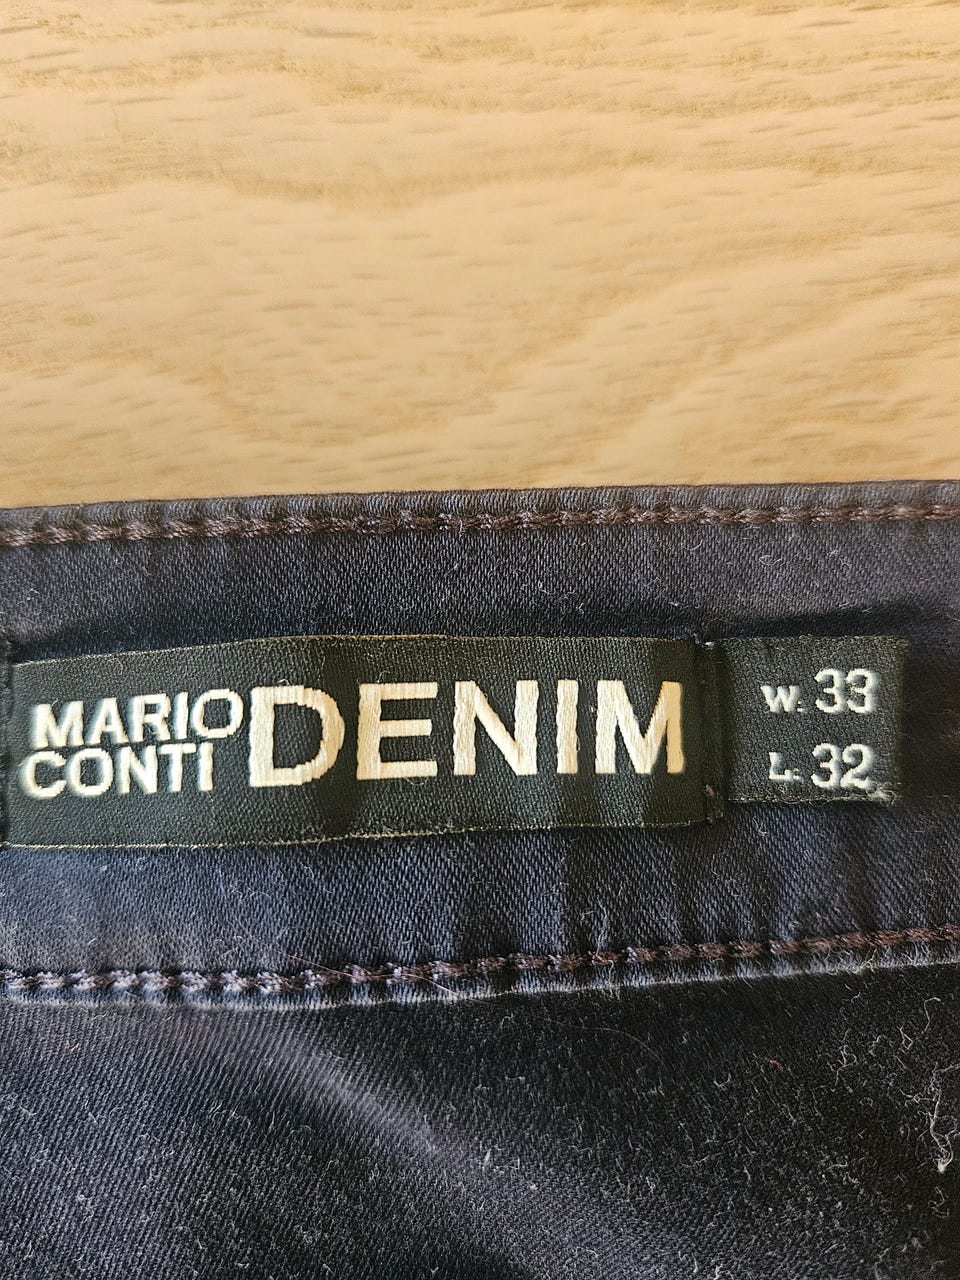 MARIO
CONTI
DENIM
W. 33
L. 32